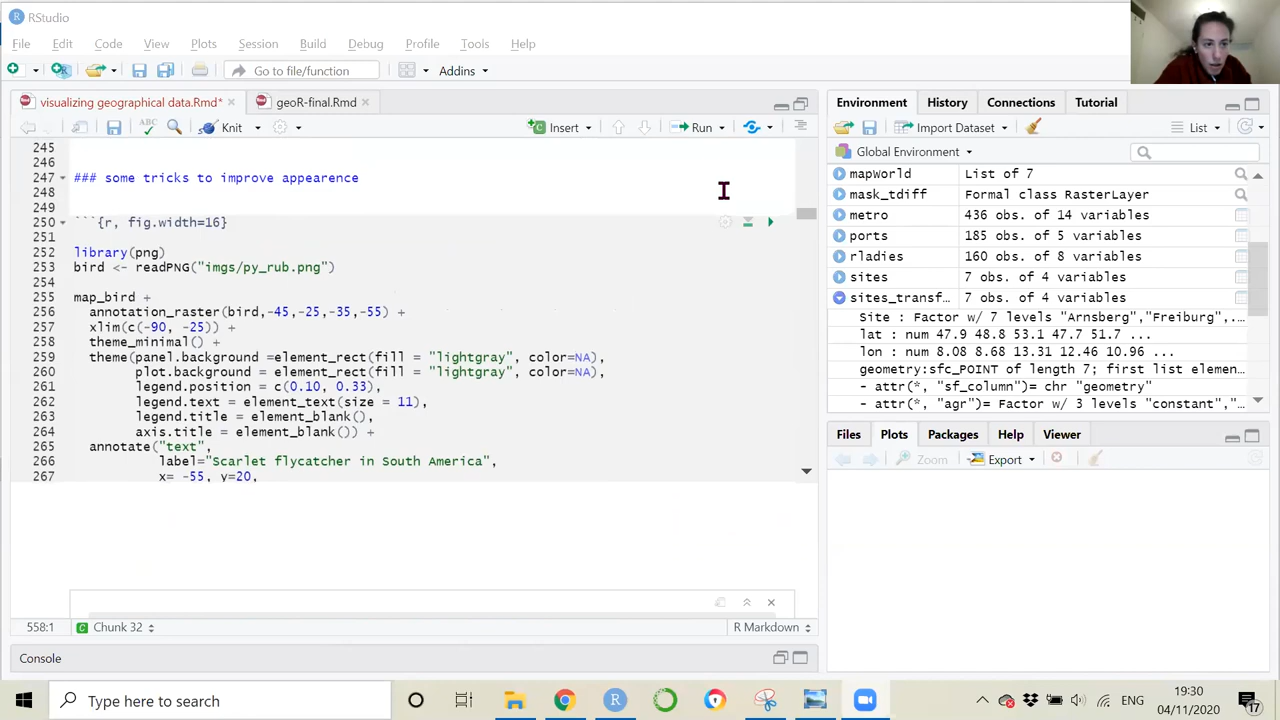 RStudio
File Edit Code View Plots Session Build Debug Profile Tools Help
Go to file/function Addins
visualizing geographical data.Rmd* geoR-final.Rmd
ABC Knit Insert Run
245
246
247 ### some tricks to improve appearence
248
249
250 ```{r, fig.width=16}
251
252 library(png)
253 bird <- readPNG("imgs/py_rub.png")
254
255 map_bird +
256 annotation_raster(bird,-45,-25,-35,-55) +
257 xlim(c(-90, -25)) +
258 theme_minimal() +
259 theme(panel.background =element_rect(fill = "lightgray", color=NA),
260 plot.background = element_rect(fill = "lightgray", color=NA),
261 legend.position = c(0.10, 0.33),
262 legend.text = element_text(size = 11),
263 legend.title = element_blank(),
264 axis.title = element_blank()) +
265 annotate("text",
266 label="Scarlet flycatcher in South America",
267 x= -55, y=20,
558:1 Chunk 32 R Markdown
Console
Environment History Connections Tutorial
Import Dataset List
Global Environment
mapWorld List of 7
mask_tdiff Formal class RasterLayer
metro 436 obs. of 14 variables
ports 185 obs. of 5 variables
rladies 160 obs. of 8 variables
sites 7 obs. of 4 variables
sites_transf… 7 obs. of 4 variables
Site : Factor w/ 7 levels "Arnsberg","Freiburg",..
lat : num 47.9 48.8 53.1 47.7 51.7 ...
lon : num 8.08 8.68 13.31 12.46 10.96 ...
geometry:sfc_POINT of length 7; first list elemen…
- attr(*, "sf_column")= chr "geometry"
- attr(*, "agr")= Factor w/ 3 levels "constant",".…
Files Plots Packages Help Viewer
Zoom Export
Type here to search
ENG
19:30
04/11/2020
17